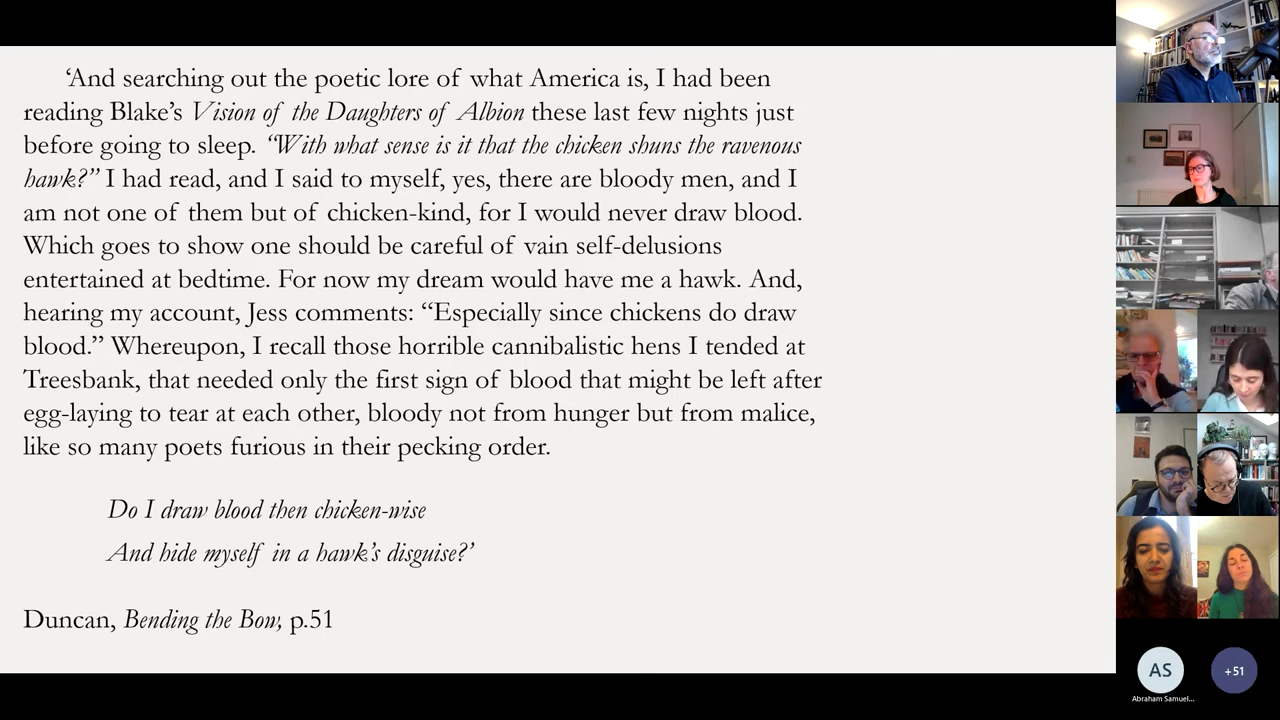 ‘And searching out the poetic lore of what America is, I had been
reading Blake’s Vision of the Daughters of Albion these last few nights just
before going to sleep. “With what sense is it that the chicken shuns the ravenous
hawk?” I had read, and I said to myself, yes, there are bloody men, and I
am not one of them but of chicken-kind, for I would never draw blood.
Which goes to show one should be careful of vain self-delusions
entertained at bedtime. For now my dream would have me a hawk. And,
hearing my account, Jess comments: “Especially since chickens do draw
blood.” Whereupon, I recall those horrible cannibalistic hens I tended at
Treesbank, that needed only the first sign of blood that might be left after
egg-laying to tear at each other, bloody not from hunger but from malice,
like so many poets furious in their pecking order.
Do I draw blood then chicken-wise
And hide myself in a hawk’s disguise?’
Duncan, Bending the Bow, p.51
AS
+51
Abraham Samuel...